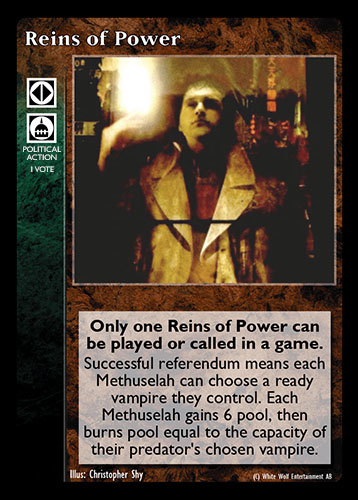 Reins of Power
POLITICAL
ACTION
1 VOTE
Only one Reins of Power can
be played or called in a game.
Successful referendum means each
Methuselah can choose a ready
vampire they control. Each
Methuselah gains 6 pool, then
burns pool equal to the capacity of
their predator's chosen vampire.
Illus: Christopher Shy
(C) White Wolf Entertainment AB